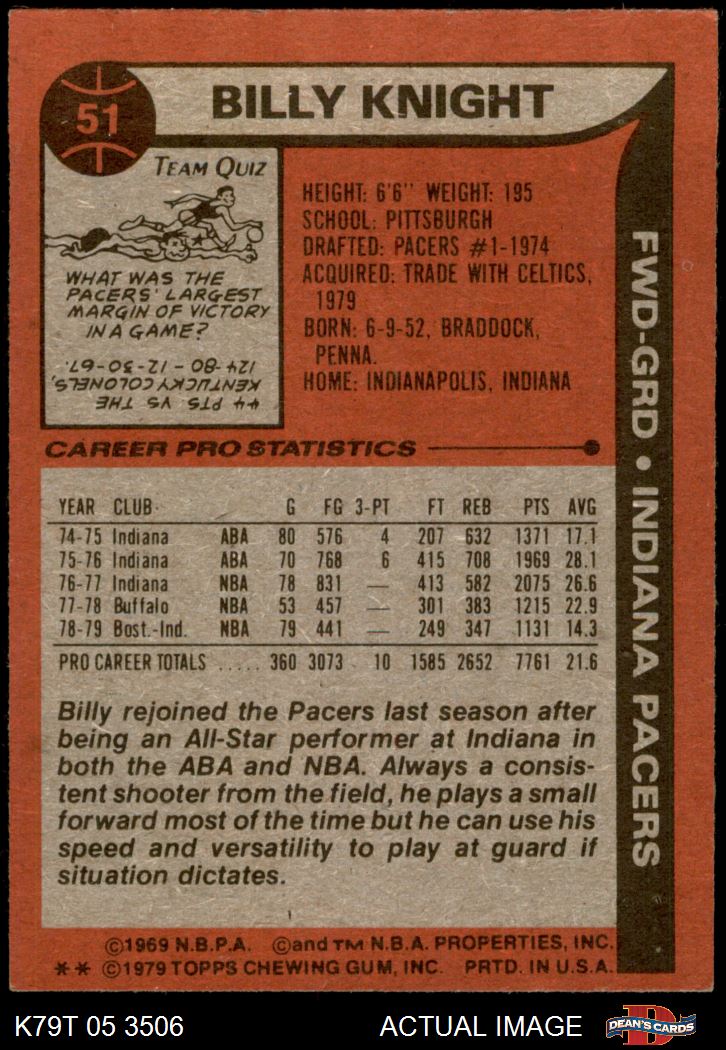 51
BILLY KNIGHT
TEAM QUIZ
WHAT WAS THE
PACERS' LARGEST
MARGIN OF VICTORY
IN A GAME?
44 PTS VS THE
KENTUCKY COLONELS,
124-80 - 12-30-67.
HEIGHT: 6'6" WEIGHT: 195
SCHOOL: PITTSBURGH
DRAFTED: PACERS #1-1974
ACQUIRED: TRADE WITH CELTICS,
1979
BORN: 6-9-52, BRADDOCK,
PENNA.
HOME: INDIANAPOLIS, INDIANA
FWD-GRD • INDIANA PACERS
CAREER PRO STATISTICS
YEAR CLUB G FG 3-PT FT REB PTS AVG
74-75 Indiana ABA 80 576 4 207 632 1371 17.1
75-76 Indiana ABA 70 768 6 415 708 1969 28.1
76-77 Indiana NBA 78 831 — 413 582 2075 26.6
77-78 Buffalo NBA 53 457 — 301 383 1215 22.9
78-79 Bost.-Ind. NBA 79 441 — 249 347 1131 14.3
PRO CAREER TOTALS ..... 360 3073 10 1585 2652 7761 21.6
Billy rejoined the Pacers last season after
being an All-Star performer at Indiana in
both the ABA and NBA. Always a consis-
tent shooter from the field, he plays a small
forward most of the time but he can use his
speed and versatility to play at guard if
situation dictates.
©1969 N.B.P.A. ©and TM N.B.A. PROPERTIES, INC.
** ©1979 TOPPS CHEWING GUM, INC. PRTD. IN U.S.A.
K79T 05 3506
ACTUAL IMAGE
D
DEAN'S CARDS